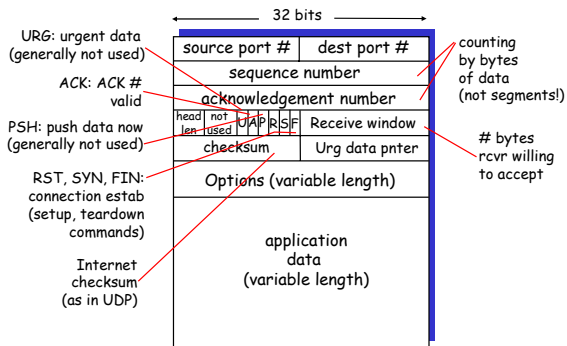 32 bits
URG: urgent data
(generally not used)
ACK: ACK #
valid
PSH: push data now
(generally not used)
RST, SYN, FIN:
connection estab
(setup, teardown
commands)
Internet
checksum
(as in UDP)
source port # dest port #
sequence number
acknowledgement number
head
len
not
used
U A P R S F
Receive window
checksum Urg data pnter
Options (variable length)
application
data
(variable length)
counting
by bytes
of data
(not segments!)
# bytes
rcvr willing
to accept